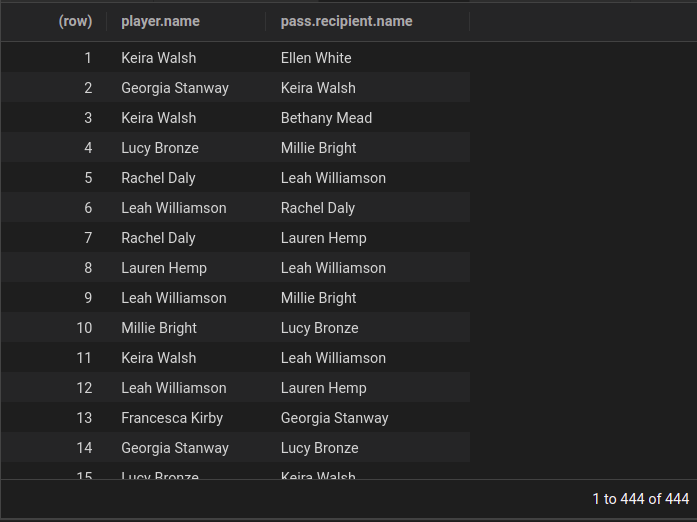 (row) player.name pass.recipient.name
1 Keira Walsh Ellen White
2 Georgia Stanway Keira Walsh
3 Keira Walsh Bethany Mead
4 Lucy Bronze Millie Bright
5 Rachel Daly Leah Williamson
6 Leah Williamson Rachel Daly
7 Rachel Daly Lauren Hemp
8 Lauren Hemp Leah Williamson
9 Leah Williamson Millie Bright
10 Millie Bright Lucy Bronze
11 Keira Walsh Leah Williamson
12 Leah Williamson Lauren Hemp
13 Francesca Kirby Georgia Stanway
14 Georgia Stanway Lucy Bronze
15 Lucy Bronze Keira Walsh
1 to 444 of 444